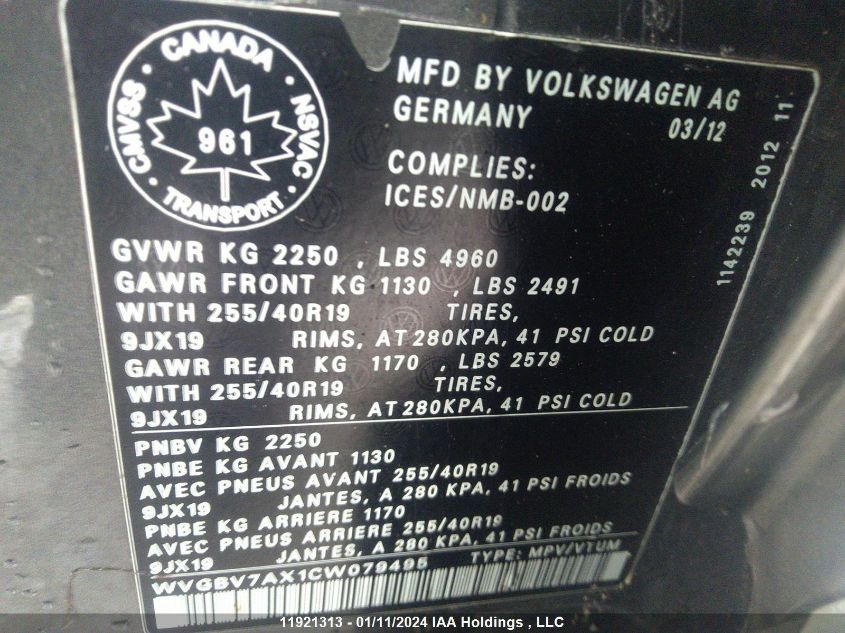 CANADA
CMVSS
NSVAC
961
TRANSPORT
MFD BY VOLKSWAGEN AG
GERMANY 03/12
COMPLIES:
ICES/NMB-002
1142239 2012 11
GVWR KG 2250 , LBS 4960
GAWR FRONT KG 1130 , LBS 2491
WITH 255/40R19 TIRES,
9JX19 RIMS, AT 280KPA, 41 PSI COLD
GAWR REAR KG 1170 , LBS 2579
WITH 255/40R19 TIRES,
9JX19 RIMS, AT 280KPA, 41 PSI COLD
PNBV KG 2250
PNBE KG AVANT 1130
AVEC PNEUS AVANT 255/40R19
9JX19 JANTES, A 280 KPA, 41 PSI FROIDS
PNBE KG ARRIERE 1170
AVEC PNEUS ARRIERE 255/40R19
9JX19 JANTES, A 280 KPA, 41 PSI FROIDS
WVGBV7AX1CW079495 TYPE: MPV/VTUM
11921313 - 01/11/2024 IAA Holdings , LLC